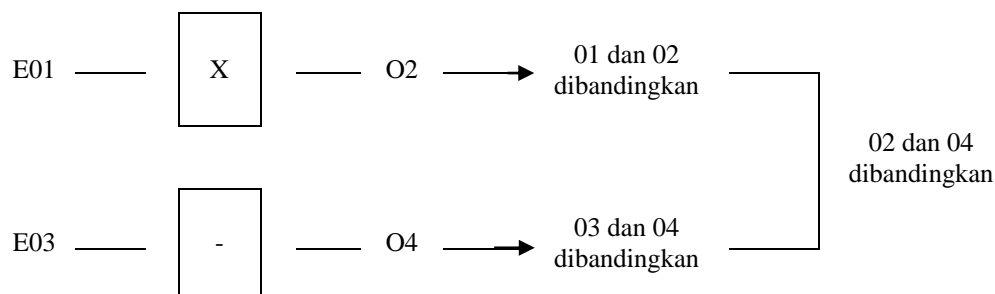 E01 X O2 01 dan 02
dibandingkan
02 dan 04
dibandingkan
E03 - O4 03 dan 04
dibandingkan